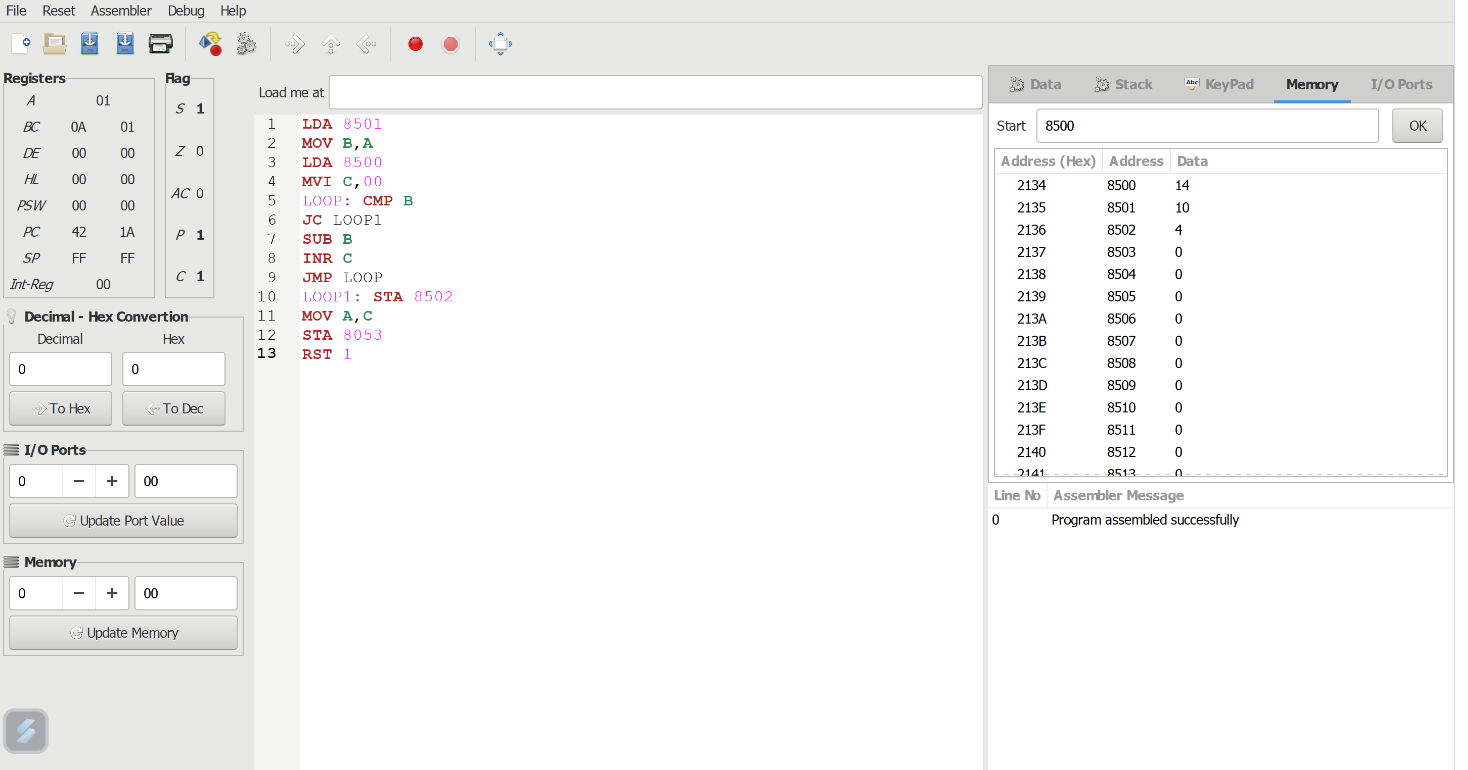 File Reset Assembler Debug Help
Registers
A 01
BC 0A 01
DE 00 00
HL 00 00
PSW 00 00
PC 42 1A
SP FF FF
Int-Reg 00
Flag
S 1
Z 0
AC 0
P 1
C 1
Decimal - Hex Convertion
Decimal Hex
0 0
To Hex To Dec
I/O Ports
0 − + 00
Update Port Value
Memory
0 − + 00
Update Memory
Load me at
1 LDA 8501
2 MOV B,A
3 LDA 8500
4 MVI C,00
5 LOOP: CMP B
6 JC LOOP1
7 SUB B
8 INR C
9 JMP LOOP
10 LOOP1: STA 8502
11 MOV A,C
12 STA 8053
13 RST 1
Data Stack Abc KeyPad Memory I/O Ports
Start 8500 OK
Address (Hex) Address Data
2134 8500 14
2135 8501 10
2136 8502 4
2137 8503 0
2138 8504 0
2139 8505 0
213A 8506 0
213B 8507 0
213C 8508 0
213D 8509 0
213E 8510 0
213F 8511 0
2140 8512 0
2141 8513 0
Line No Assembler Message
0 Program assembled successfully